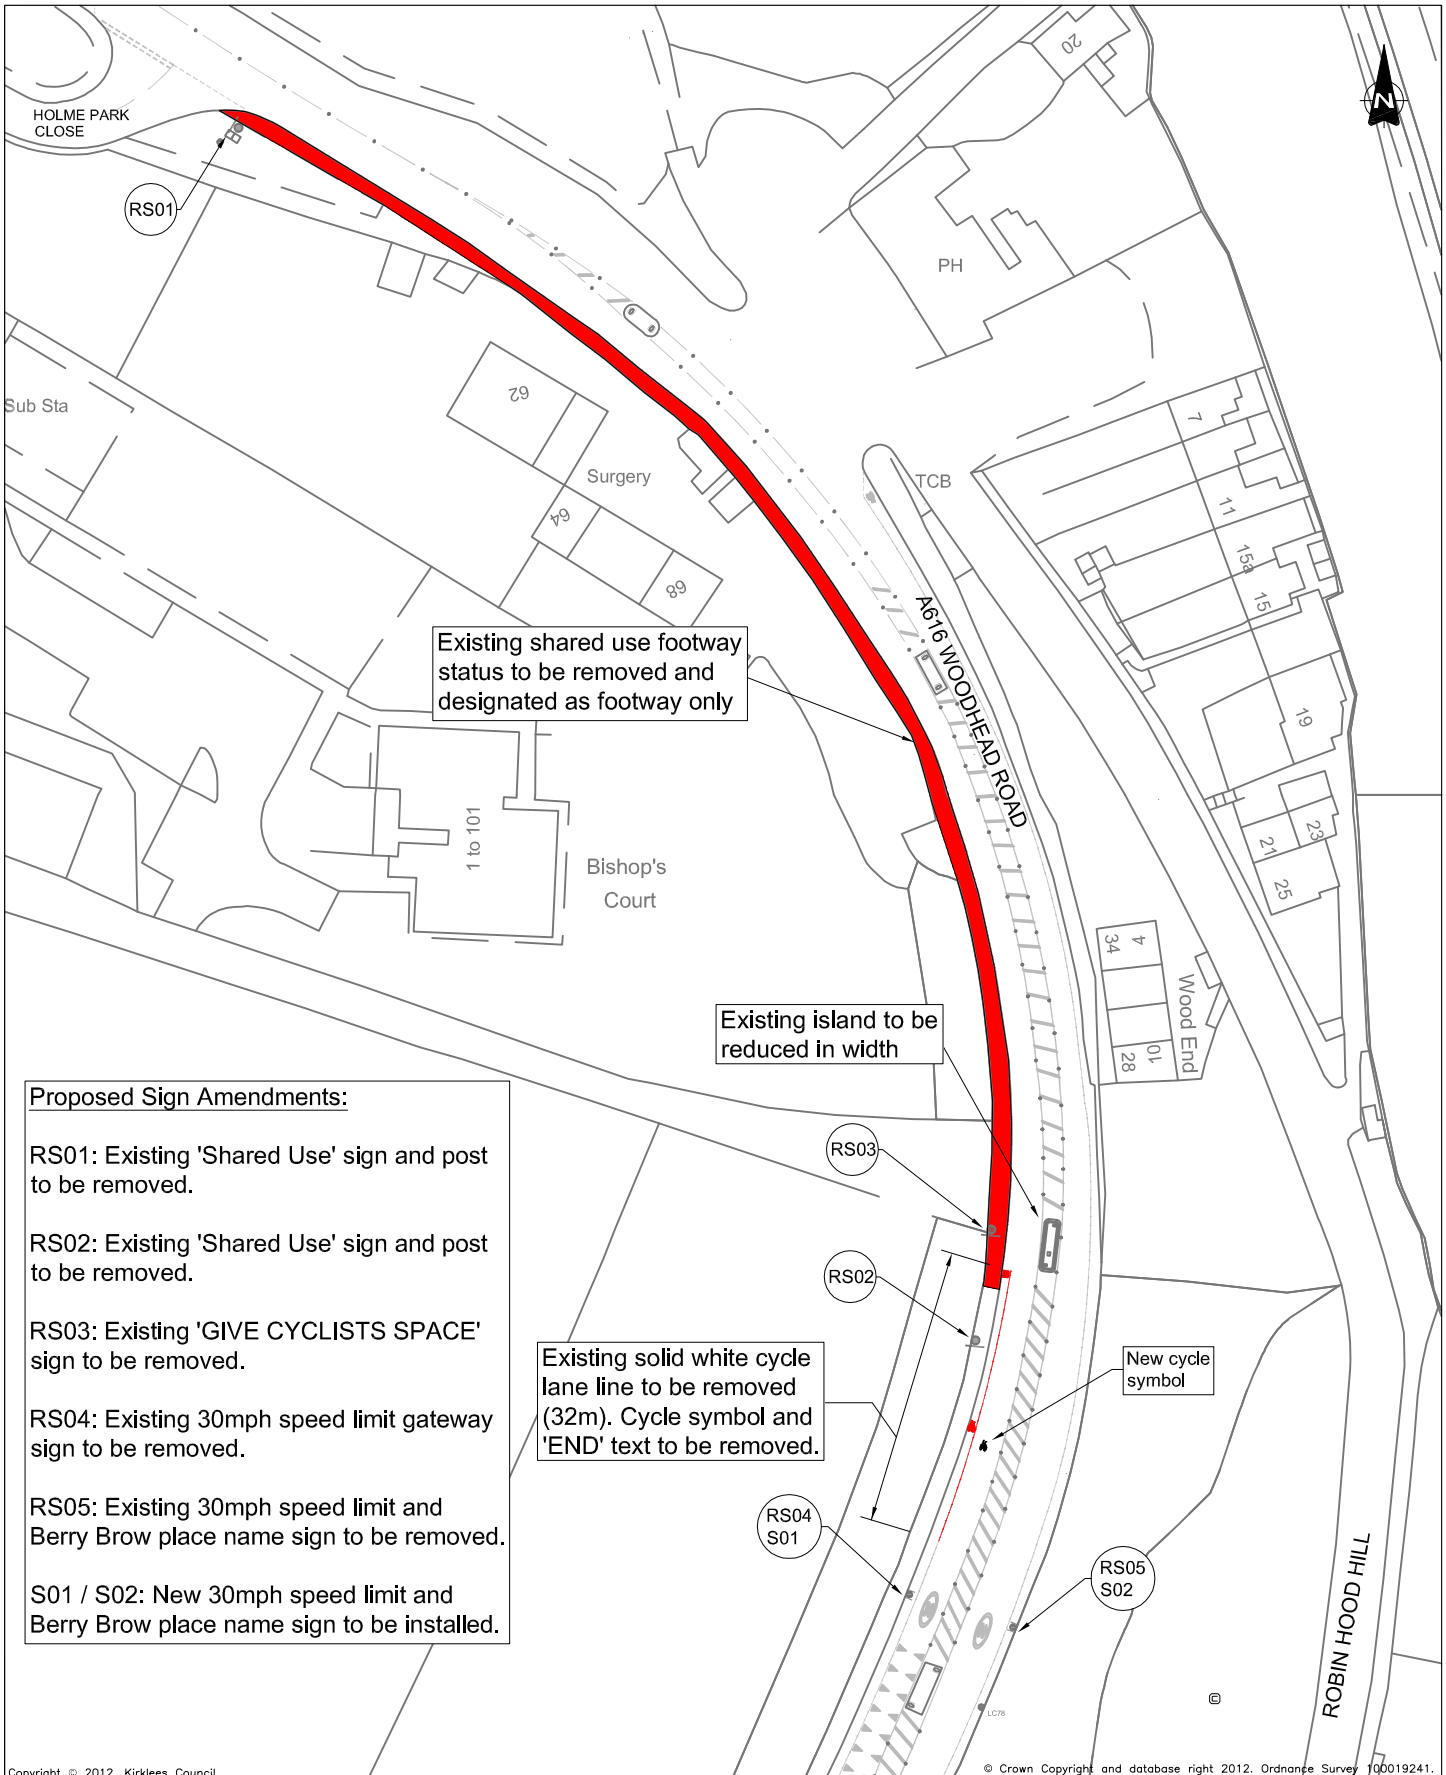 20
HOLME PARK
CLOSE
N
RS01
PH
62
Sub Sta
7
Surgery
TCB
64
11
68
15a
15
A616 WOODHEAD ROAD
Existing shared use footway
status to be removed and
designated as footway only
19
1 to 101
23
21
25
Bishop's
Court
34
4
Wood End
28
10
Existing island to be
reduced in width
Proposed Sign Amendments:
RS01: Existing 'Shared Use' sign and post
to be removed.
RS02: Existing 'Shared Use' sign and post
to be removed.
RS03: Existing 'GIVE CYCLISTS SPACE'
sign to be removed.
RS04: Existing 30mph speed limit gateway
sign to be removed.
RS05: Existing 30mph speed limit and
Berry Brow place name sign to be removed.
S01 / S02: New 30mph speed limit and
Berry Brow place name sign to be installed.
RS03
RS02
Existing solid white cycle
lane line to be removed
(32m). Cycle symbol and
'END' text to be removed.
New cycle
symbol
RS04
S01
RS05
S02
ROBIN HOOD HILL
LC78
Copyright © 2012. Kirklees Council
© Crown Copyright and database right 2012. Ordnance Survey 100019241.